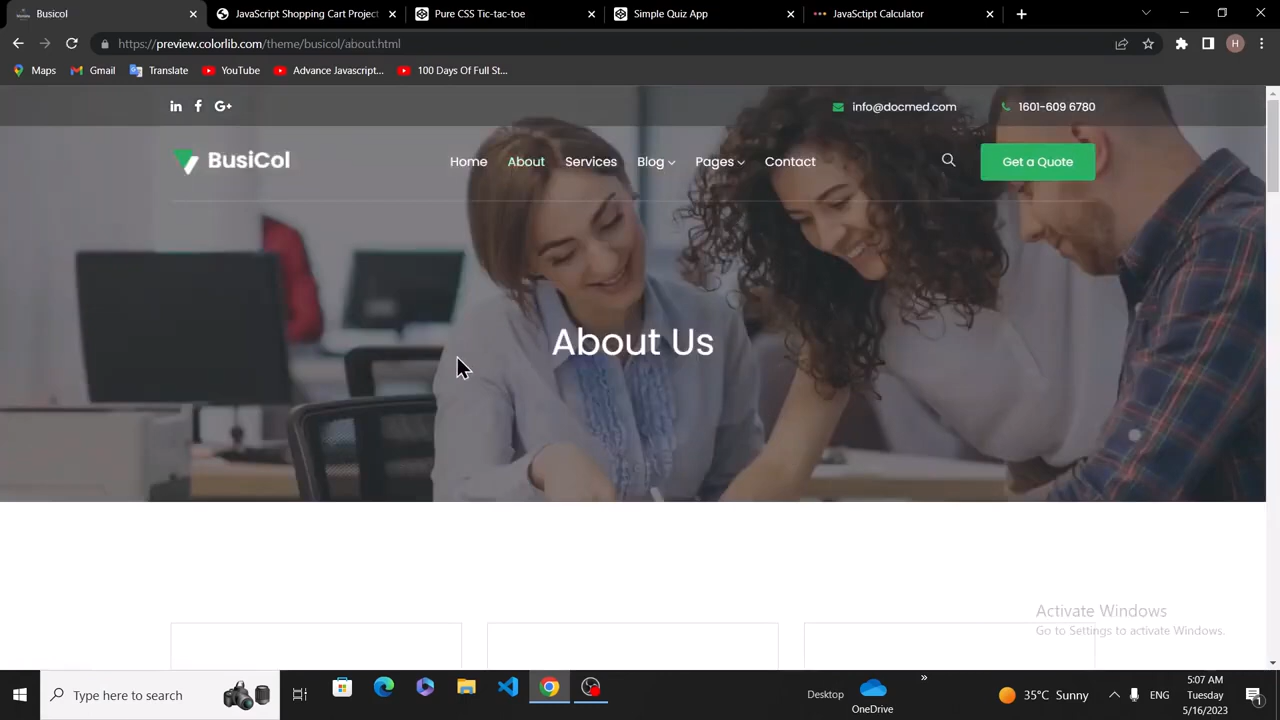 Busicol
JavaScript Shopping Cart Project
Pure CSS Tic-tac-toe
Simple Quiz App
JavaSctipt Calculator
https://preview.colorlib.com/theme/busicol/about.html
H
Maps
Gmail
Translate
YouTube
Advance Javascript...
100 Days Of Full St...
info@docmed.com
1601-609 6780
BusiCol
Home
About
Services
Blog
Pages
Contact
Get a Quote
About Us
Activate Windows
Go to Settings to activate Windows.
Type here to search
Desktop
OneDrive
»
35°C Sunny
ENG
5:07 AM
Tuesday
5/16/2023
1